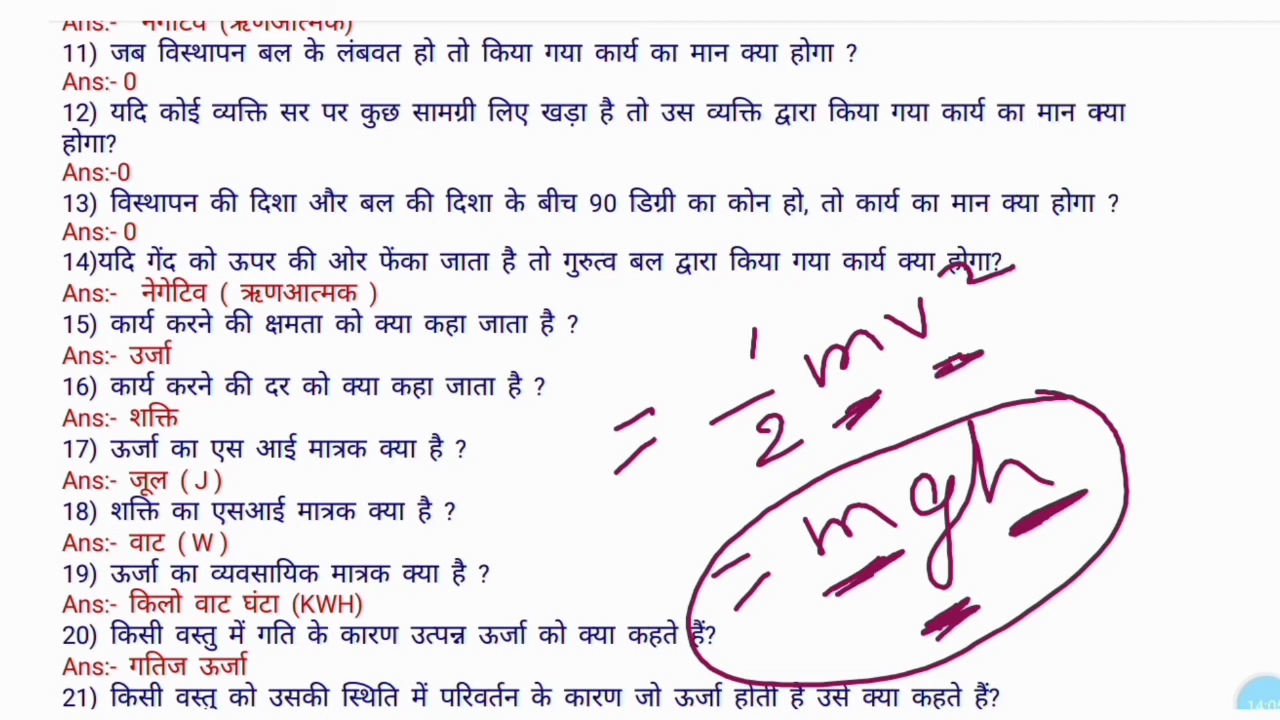 Ans:- नेगेटिव (ऋणआत्मक)
11) जब विस्थापन बल के लंबवत हो तो किया गया कार्य का मान क्या होगा ?
Ans:- 0
12) यदि कोई व्यक्ति सर पर कुछ सामग्री लिए खड़ा है तो उस व्यक्ति द्वारा किया गया कार्य का मान क्या
होगा?
Ans:-0
13) विस्थापन की दिशा और बल की दिशा के बीच 90 डिग्री का कोन हो, तो कार्य का मान क्या होगा ?
Ans:- 0
14)यदि गेंद को ऊपर की ओर फेंका जाता है तो गुरुत्व बल द्वारा किया गया कार्य क्या होगा?
Ans:- नेगेटिव ( ऋणआत्मक )
15) कार्य करने की क्षमता को क्या कहा जाता है ?
Ans:- उर्जा
16) कार्य करने की दर को क्या कहा जाता है ?
Ans:- शक्ति
17) ऊर्जा का एस आई मात्रक क्या है ?
Ans:- जूल ( J )
18) शक्ति का एसआई मात्रक क्या है ?
Ans:- वाट ( W )
19) ऊर्जा का व्यवसायिक मात्रक क्या है ?
Ans:- किलो वाट घंटा (KWH)
20) किसी वस्तु में गति के कारण उत्पन्न ऊर्जा को क्या कहते हैं?
Ans:- गतिज ऊर्जा
21) किसी वस्तु को उसकी स्थिति में परिवर्तन के कारण जो ऊर्जा होती है उसे क्या कहते हैं?
= 1/2 mv²
= mgh